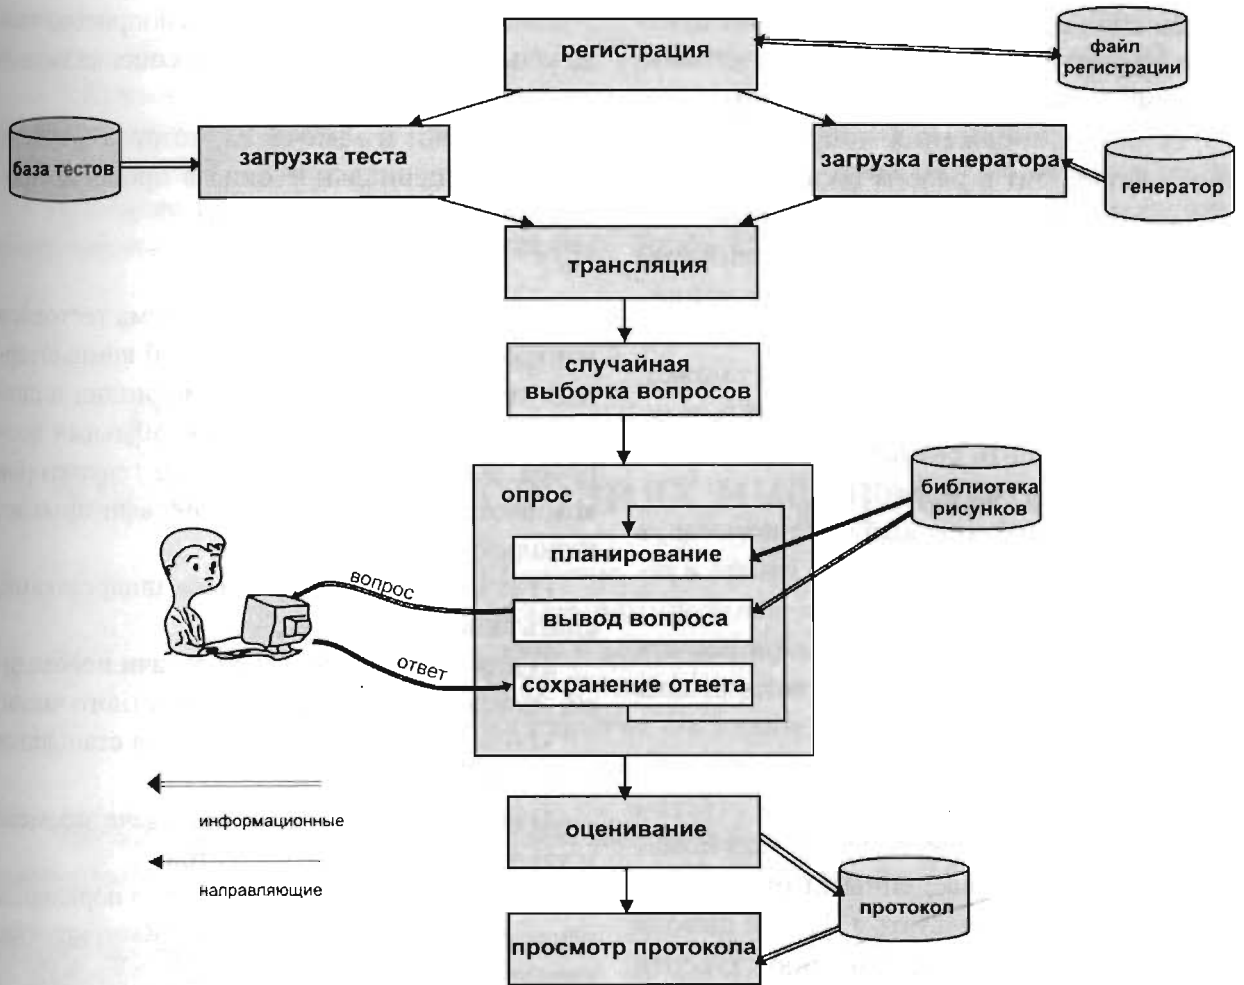 регистрация
файл
регистрации
база тестов
загрузка теста
загрузка генератора
генератор
трансляция
случайная
выборка вопросов
опрос
библиотека
рисунков
планирование
вопрос
вывод вопроса
ответ
сохранение ответа
информационные
оценивание
направляющие
протокол
просмотр протокола